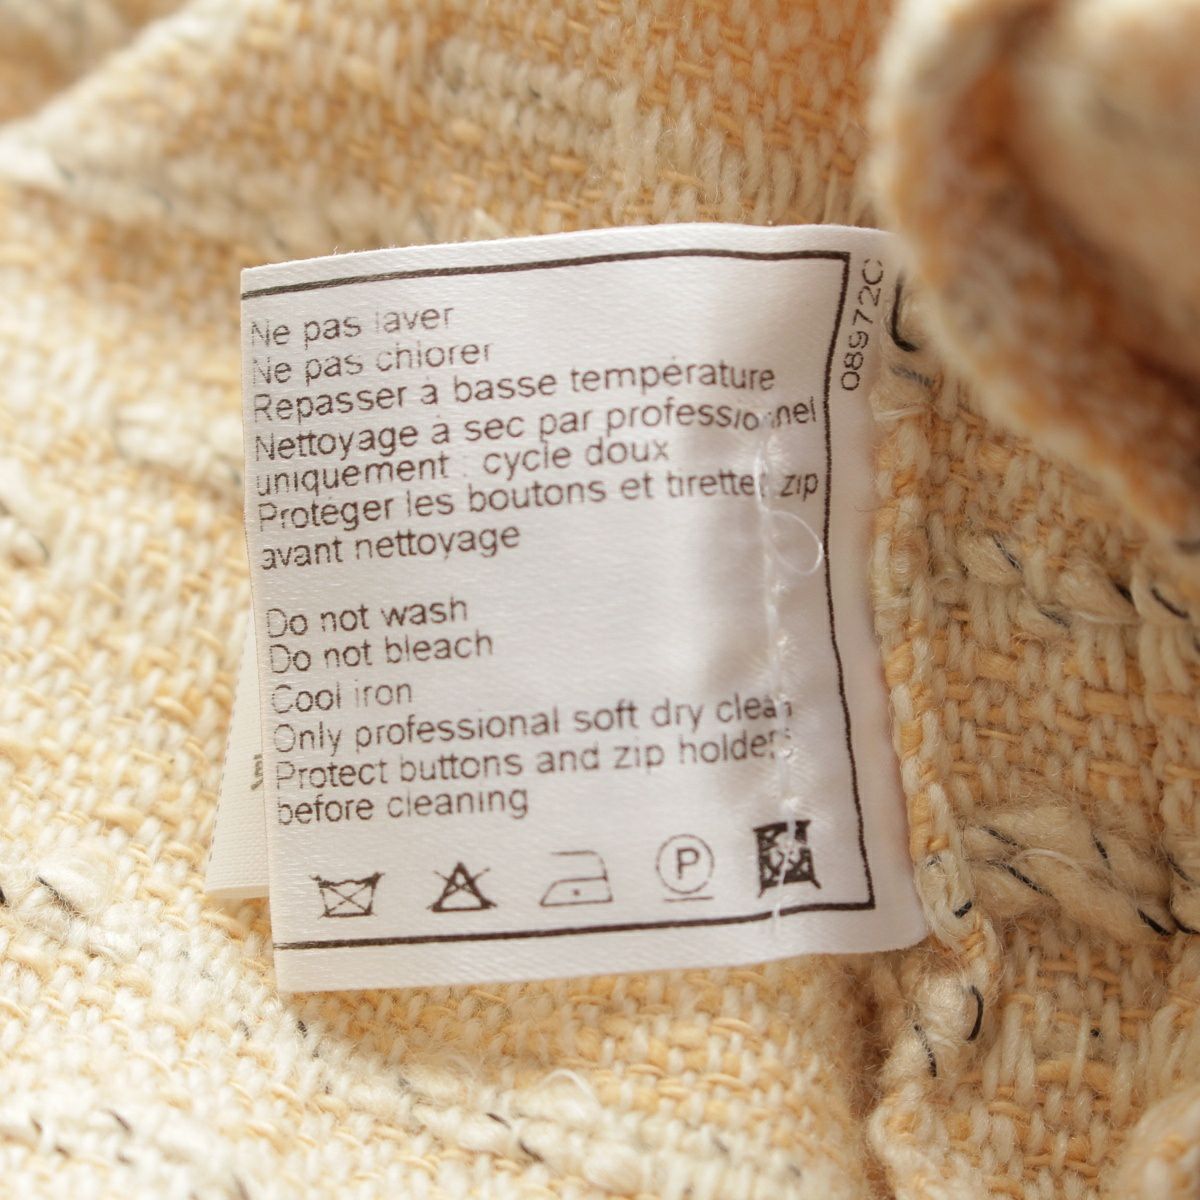 Ne pas laver
Ne pas chlorer
Repasser à basse température
Nettoyage à sec par professionnel
uniquement : cycle doux
Protéger les boutons et tirettes zip
avant nettoyage
Do not wash
Do not bleach
Cool iron
Only professional soft dry clean
Protect buttons and zip holders
before cleaning
P
08972C